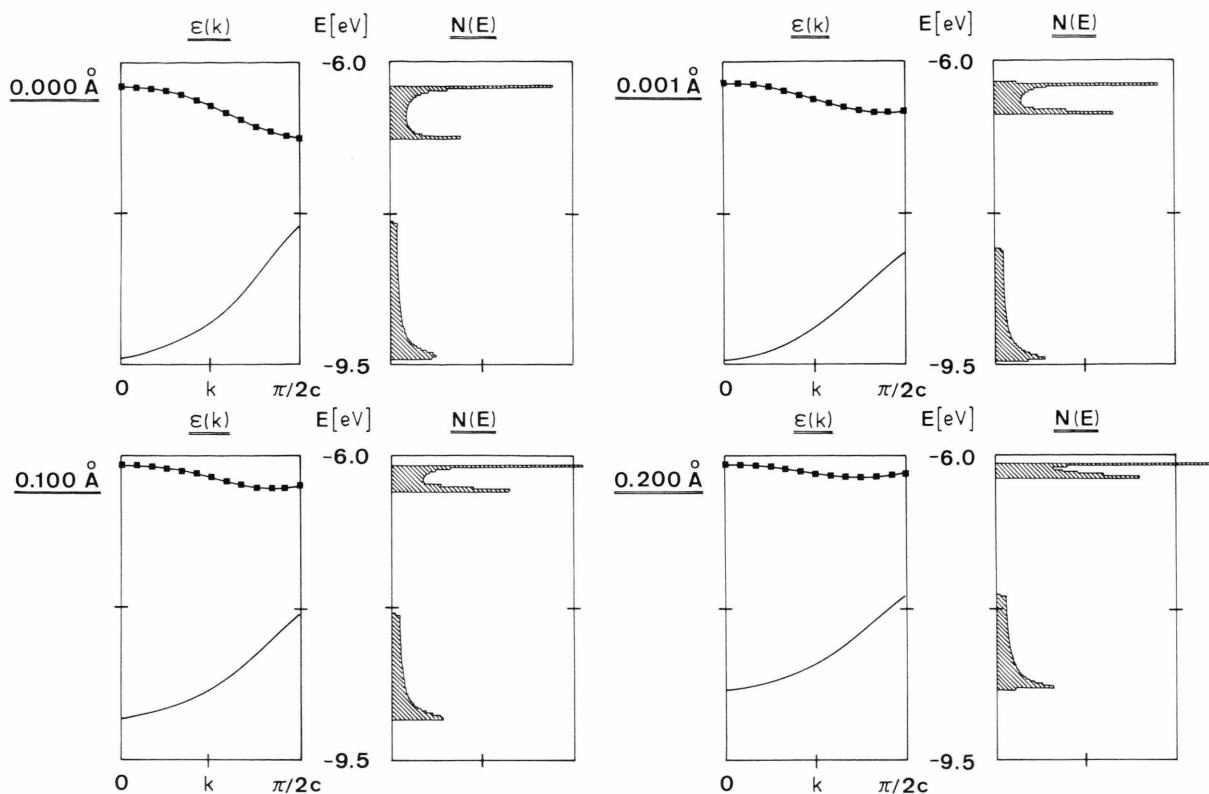 ε(k) E[eV] N(E)
-6.0
0.000 Å
-9.5
0 k π/2c
ε(k) N(E)
-6.0
0.001 Å
-9.5
0 k π/2c
ε(k) E[eV] N(E)
-6.0
0.100 Å
-9.5
0 k π/2c
ε(k) E[eV] N(E)
-6.0
0.200 Å
-9.5
0 k π/2c